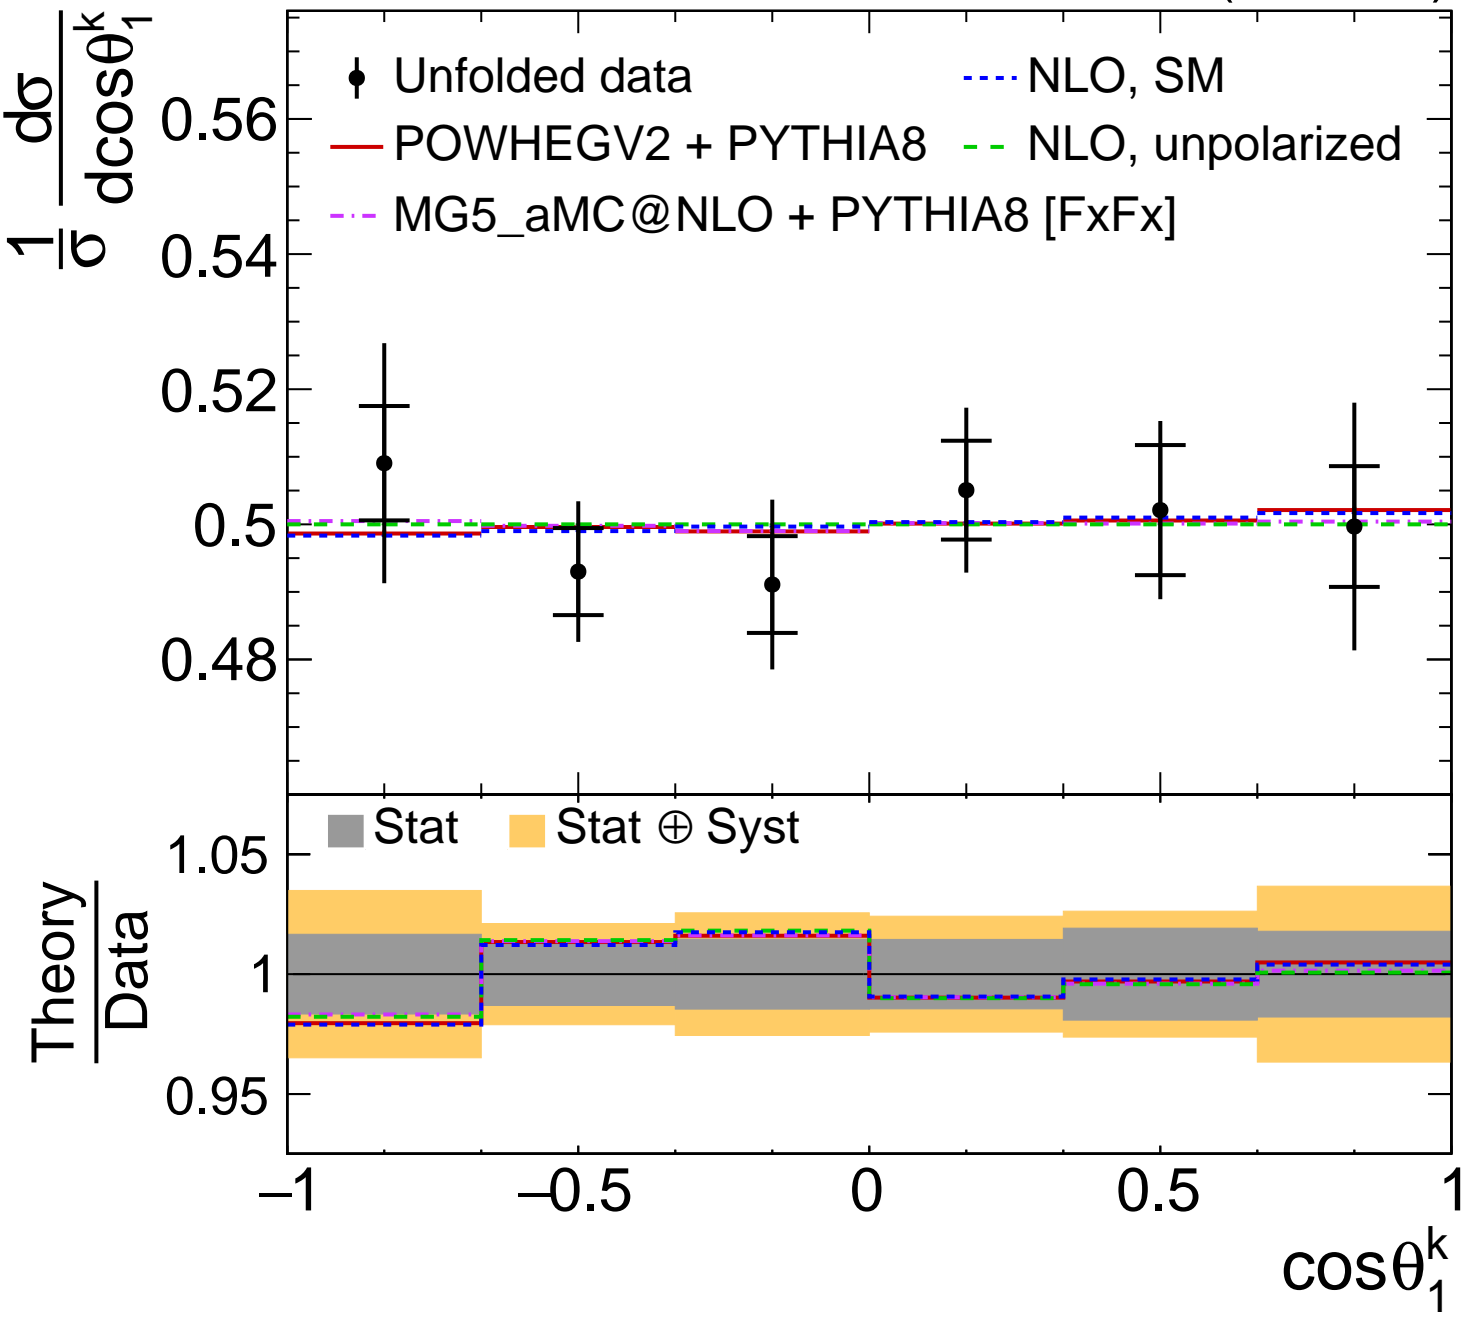 1/σ dσ/dcosθ₁ᵏ
Unfolded data
NLO, SM
POWHEGV2 + PYTHIA8
NLO, unpolarized
MG5_aMC@NLO + PYTHIA8 [FxFx]
0.56
0.54
0.52
0.5
0.48
Stat
Stat ⊕ Syst
Theory/Data
1.05
1
0.95
–1 –0.5 0 0.5 1
cosθ₁ᵏ